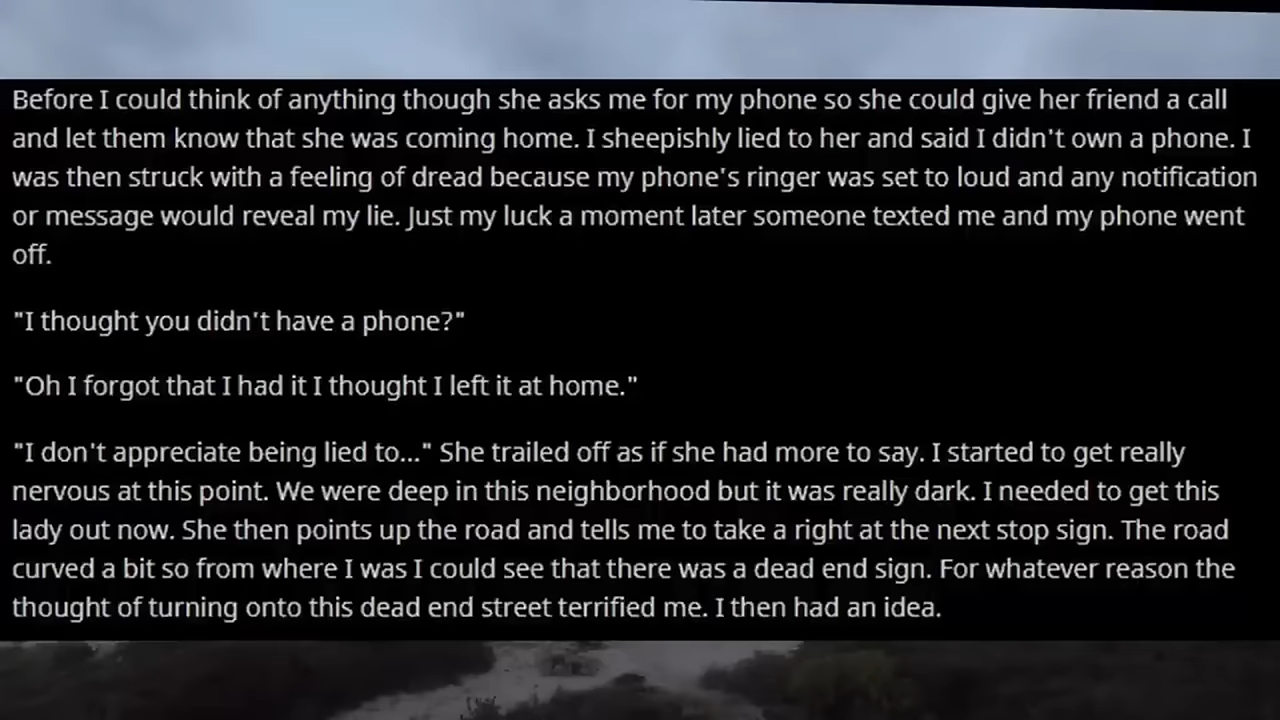 Before I could think of anything though she asks me for my phone so she could give her friend a call
and let them know that she was coming home. I sheepishly lied to her and said I didn't own a phone. I
was then struck with a feeling of dread because my phone's ringer was set to loud and any notification
or message would reveal my lie. Just my luck a moment later someone texted me and my phone went
off.
"I thought you didn't have a phone?"
"Oh I forgot that I had it I thought I left it at home."
"I don't appreciate being lied to..." She trailed off as if she had more to say. I started to get really
nervous at this point. We were deep in this neighborhood but it was really dark. I needed to get this
lady out now. She then points up the road and tells me to take a right at the next stop sign. The road
curved a bit so from where I was I could see that there was a dead end sign. For whatever reason the
thought of turning onto this dead end street terrified me. I then had an idea.